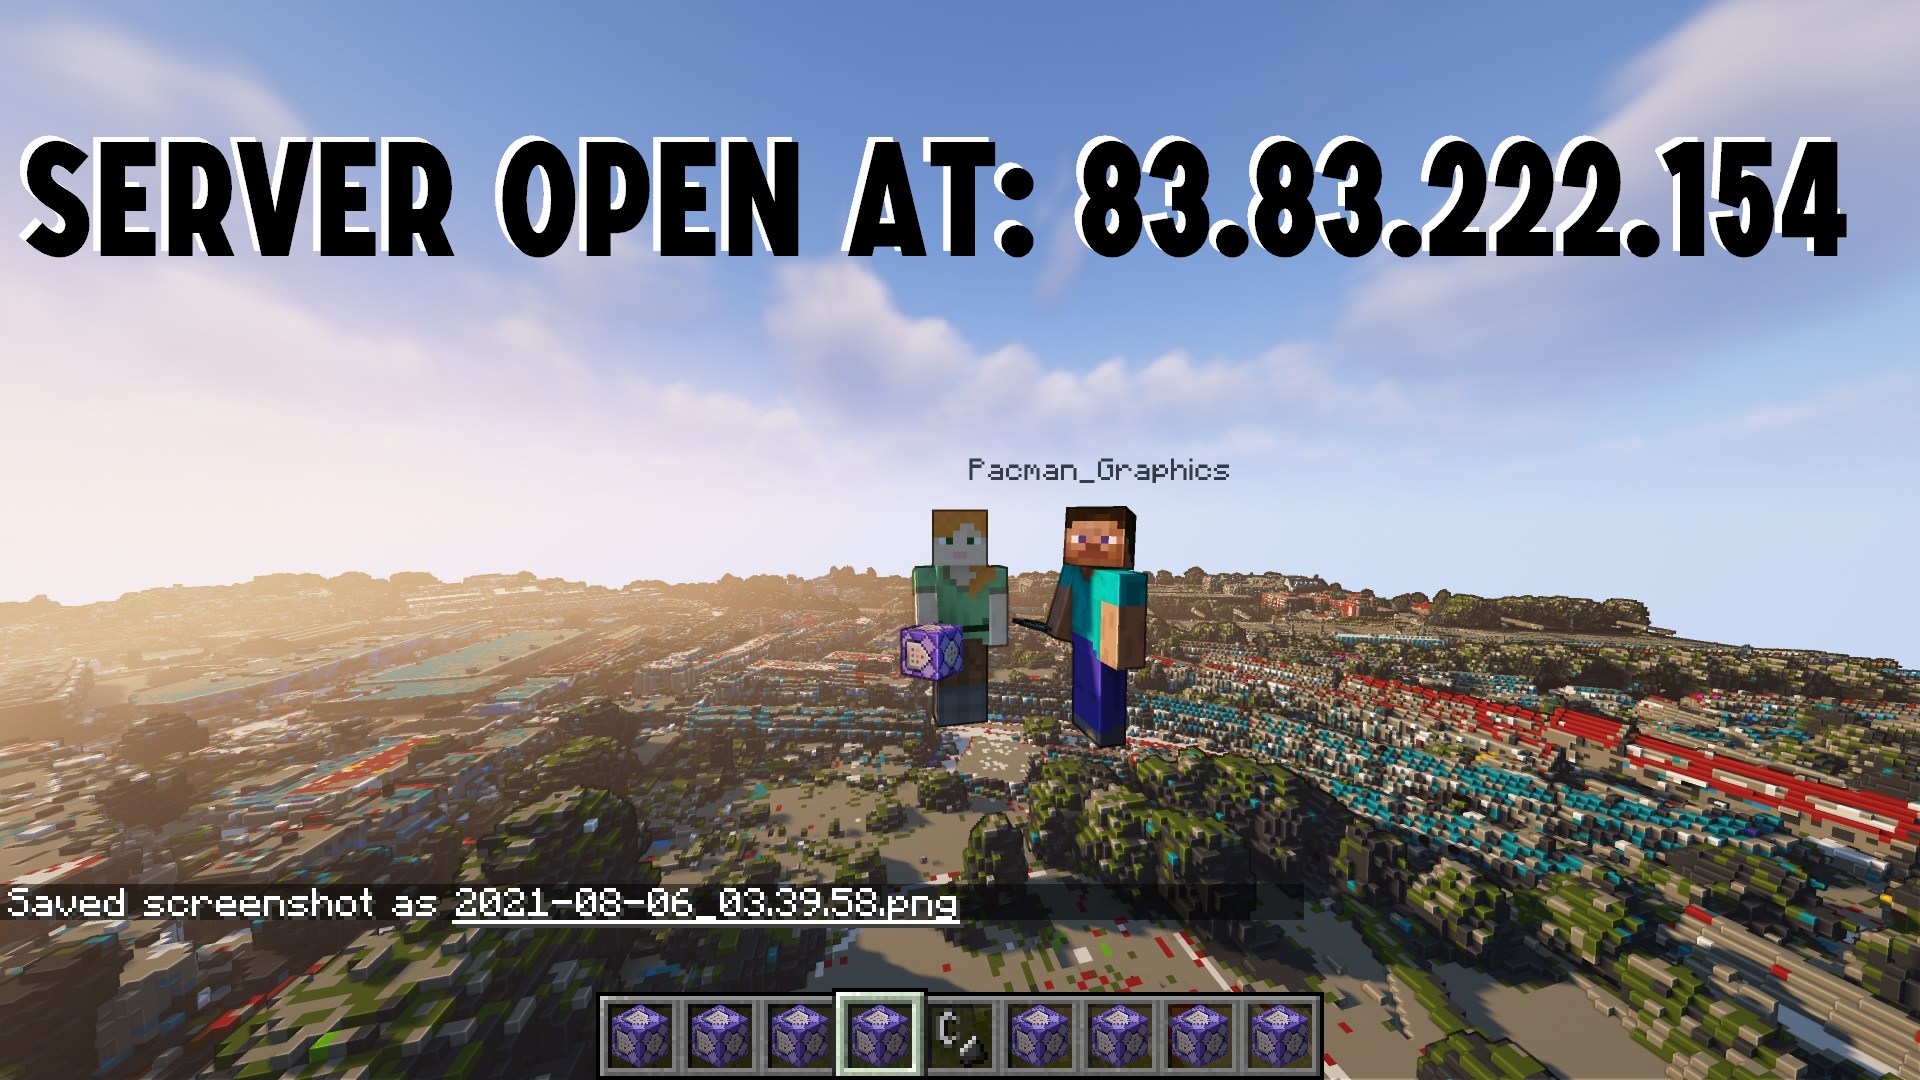 SERVER OPEN AT: 83.83.222.154
Pacman_Graphics
Saved screenshot as 2021-08-06_03.39.58.png